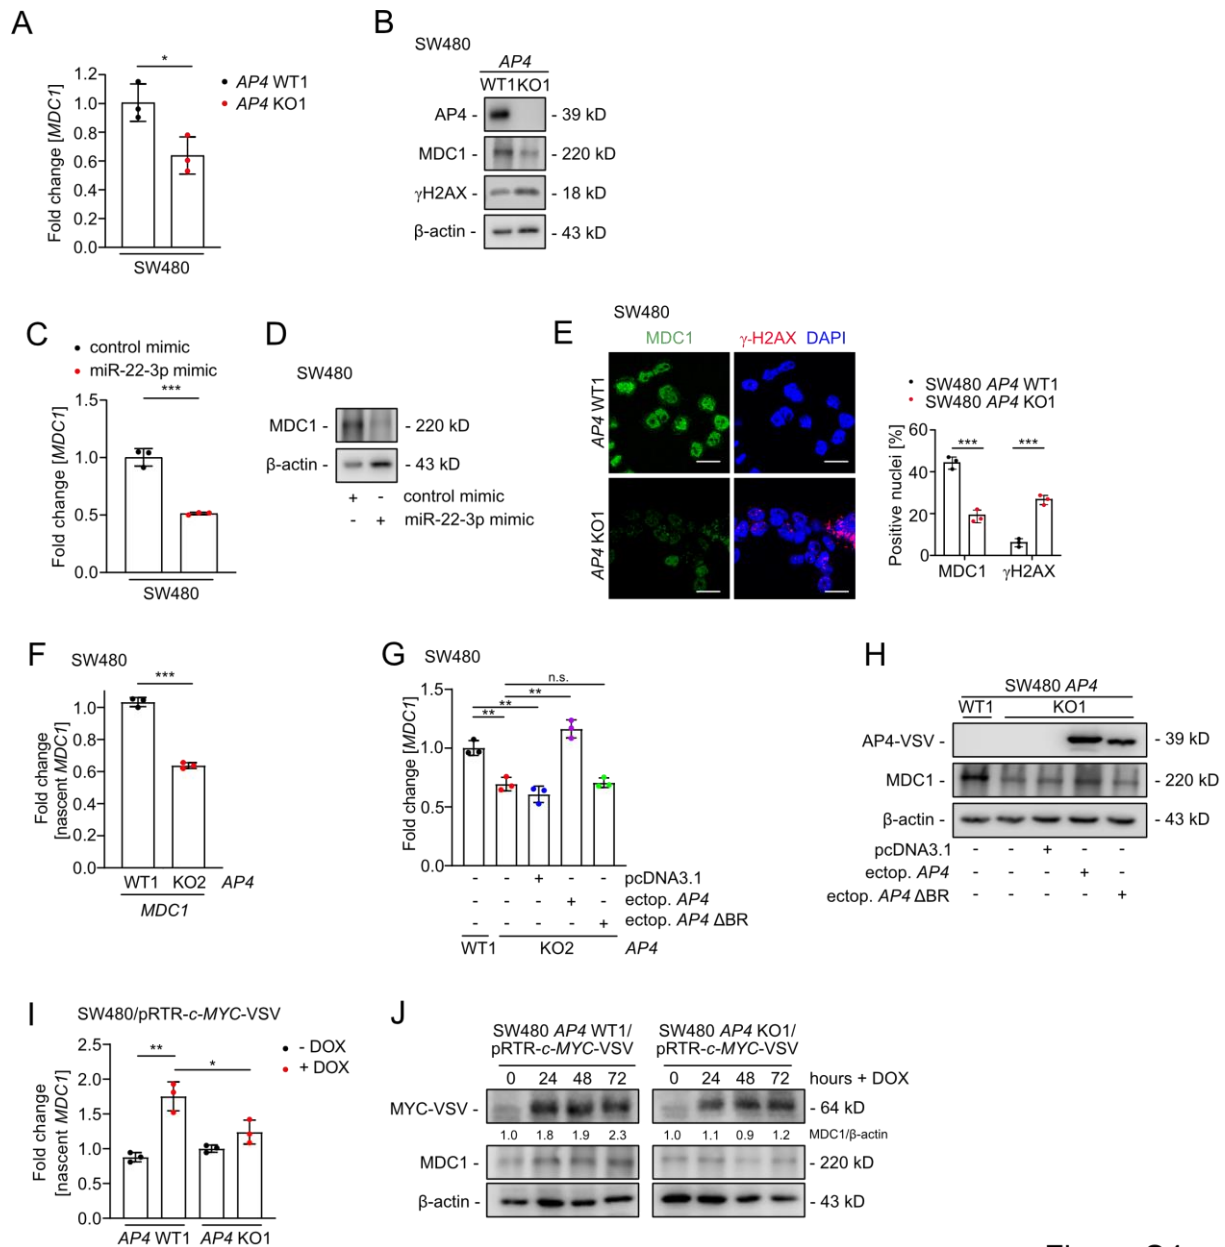 A
Fold change [MDC1]
1.2
1.0
0.8
0.6
0.4
0.2
0.0
*
AP4 WT1
AP4 KO1
SW480
B
SW480
AP4
WT1 KO1
AP4 - - 39 kD
MDC1 - - 220 kD
γH2AX - - 18 kD
β-actin - - 43 kD
C
control mimic
miR-22-3p mimic
***
Fold change [MDC1]
1.5
1.0
0.5
0.0
SW480
D
SW480
MDC1 - - 220 kD
β-actin - - 43 kD
+ - control mimic
- + miR-22-3p mimic
E
SW480
MDC1 γ-H2AX DAPI
AP4 WT1
AP4 KO1
SW480 AP4 WT1
SW480 AP4 KO1
Positive nuclei [%]
60
40
20
0
*** ***
MDC1 γH2AX
F
SW480
***
Fold change
[nascent MDC1]
1.0
0.8
0.6
0.4
0.2
0.0
WT1 KO2 AP4
MDC1
G
SW480
n.s.
**
**
**
Fold change [MDC1]
1.5
1.0
0.5
0.0
- - + - - pcDNA3.1
- - - + - ectop. AP4
- - - - + ectop. AP4 ΔBR
WT1 KO2 AP4
H
SW480 AP4
WT1 KO1
AP4-VSV - - 39 kD
MDC1 - - 220 kD
β-actin - - 43 kD
pcDNA3.1 - - + - -
ectop. AP4 - - - + -
ectop. AP4 ΔBR - - - - +
I
SW480/pRTR-c-MYC-VSV
- DOX
+ DOX
**
*
Fold change
[nascent MDC1]
2.5
2.0
1.5
1.0
0.5
0.0
AP4 WT1 AP4 KO1
J
SW480 AP4 WT1/
pRTR-c-MYC-VSV
SW480 AP4 KO1/
pRTR-c-MYC-VSV
0 24 48 72 0 24 48 72 hours + DOX
MYC-VSV - - 64 kD
1.0 1.8 1.9 2.3 1.0 1.1 0.9 1.2 MDC1/β-actin
MDC1 - - 220 kD
β-actin - - 43 kD